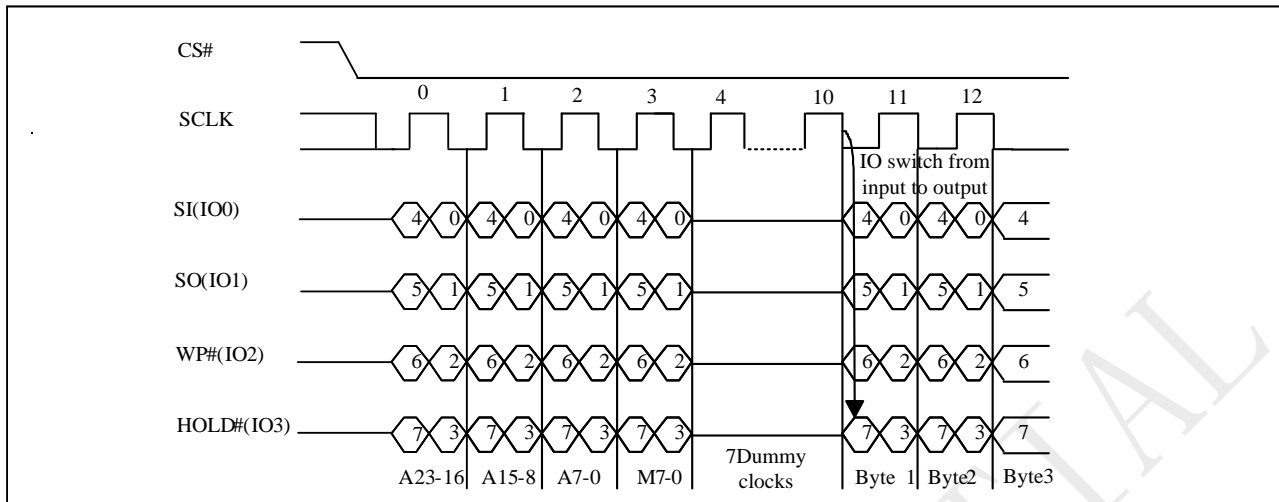 CS#
0 1 2 3 4 10 11 12
SCLK
IO switch from
input to output
SI(IO0) 4 0 4 0 4 0 4 0 4 0 4 0 4
SO(IO1) 5 1 5 1 5 1 5 1 5 1 5 1 5
WP#(IO2) 6 2 6 2 6 2 6 2 6 2 6 2 6
HOLD#(IO3) 7 3 7 3 7 3 7 3 7 3 7 3 7
A23-16 A15-8 A7-0 M7-0 7Dummy
clocks Byte 1 Byte2 Byte3